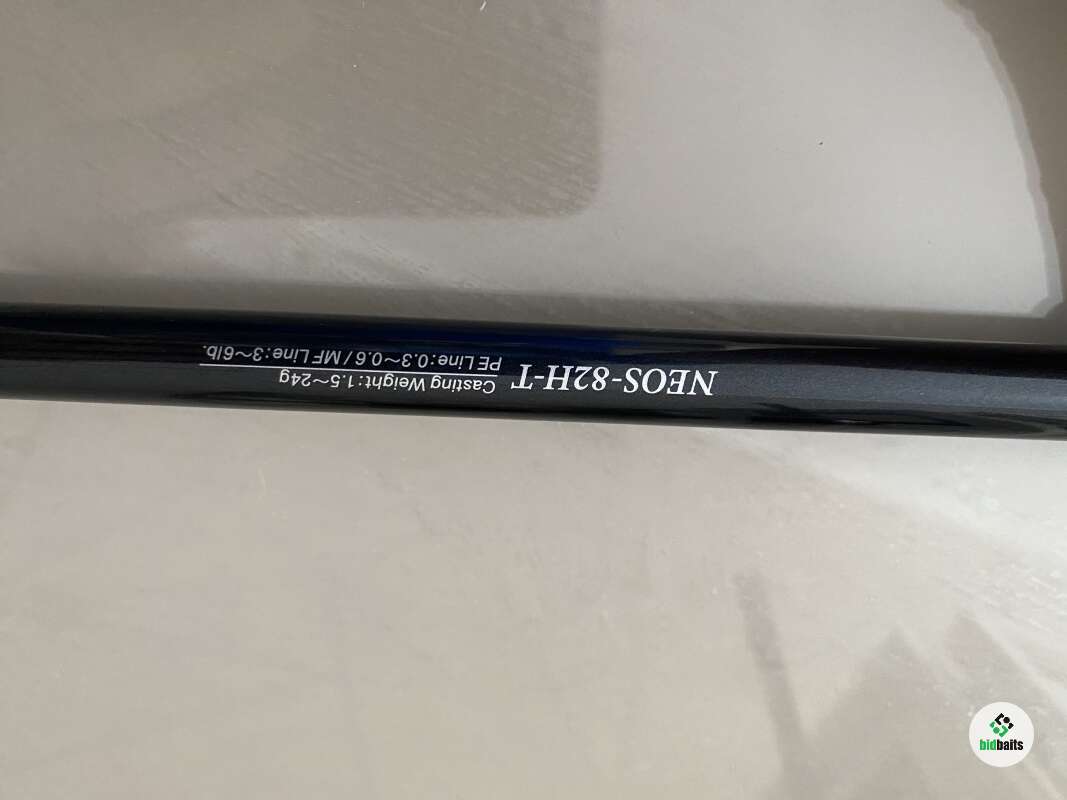 NEOS-82H-T
Casting Weight:1.5~24g
PE Line:0.3~0.6 / MF Line:3~6lb.
bidbaits